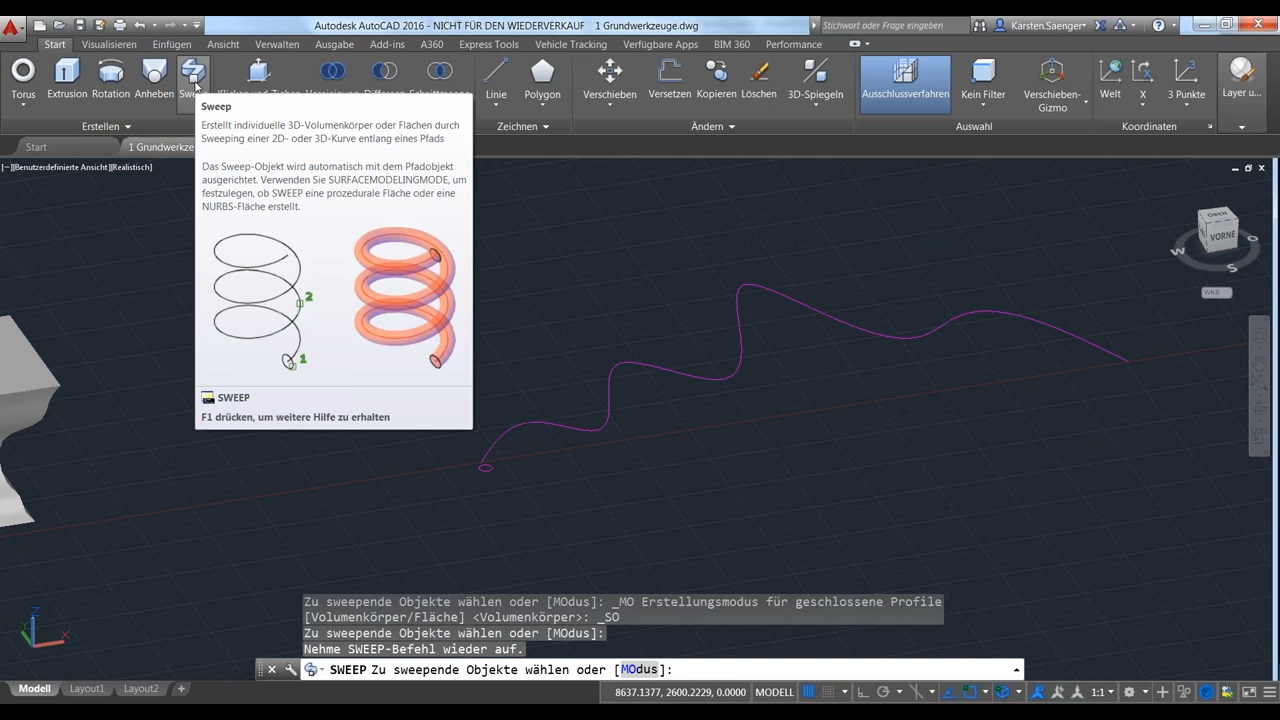 Autodesk AutoCAD 2016 - NICHT FÜR DEN WIEDERVERKAUF 1 Grundwerkzeuge.dwg
Stichwort oder Frage eingeben
Karsten.Saenger
Start Visualisieren Einfügen Ansicht Verwalten Ausgabe Add-ins A360 Express Tools Vehicle Tracking Verfügbare Apps BIM 360 Performance
Torus Extrusion Rotation Anheben Linie Polygon Verschieben Versetzen Kopieren Löschen 3D-Spiegeln Ausschlussverfahren Kein Filter Verschieben-Gizmo Welt X 3 Punkte Layer u...
Erstellen Zeichnen Ändern Auswahl Koordinaten
Start 1 Grundwerkze
[−][Benutzerdefinierte Ansicht][Realistisch]
Sweep
Erstellt individuelle 3D-Volumenkörper oder Flächen durch
Sweeping einer 2D- oder 3D-Kurve entlang eines Pfads
Das Sweep-Objekt wird automatisch mit dem Pfadobjekt
ausgerichtet. Verwenden Sie SURFACEMODELINGMODE, um
festzulegen, ob SWEEP eine prozedurale Fläche oder eine
NURBS-Fläche erstellt.
2
1
SWEEP
F1 drücken, um weitere Hilfe zu erhalten
OBEN
VORNE
W
S
O
WKS
Zu sweepende Objekte wählen oder [MOdus]: _MO Erstellungsmodus für geschlossene Profile
[Volumenkörper/Fläche] <Volumenkörper>: _SO
Zu sweepende Objekte wählen oder [MOdus]:
Nehme SWEEP-Befehl wieder auf.
SWEEP Zu sweepende Objekte wählen oder [MOdus]:
Z
Y
X
Modell Layout1 Layout2 +
8637.1377, 2600.2229, 0.0000 MODELL 1:1